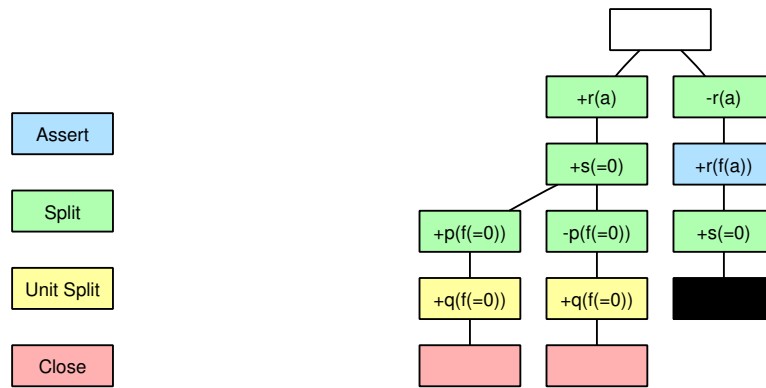 +r(a)
-r(a)
Assert
+s(=0)
+r(f(a))
Split
+p(f(=0))
-p(f(=0))
+s(=0)
Unit Split
+q(f(=0))
+q(f(=0))
Close